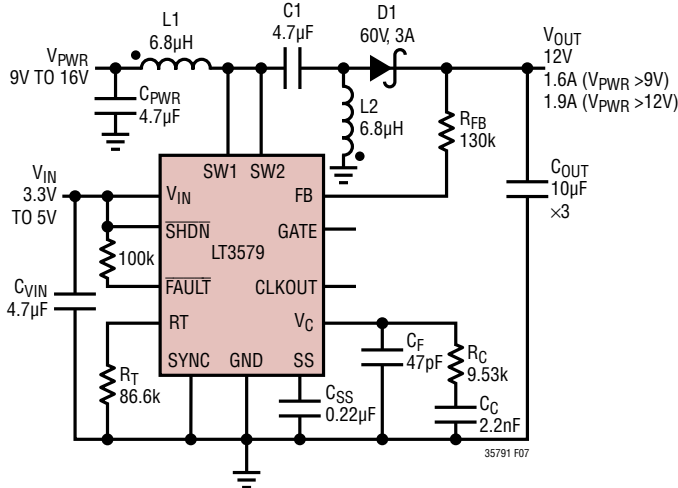 L1
6.8µH
C1
4.7µF
D1
60V, 3A
VPWR
9V TO 16V
VOUT
12V
1.6A (VPWR >9V)
1.9A (VPWR >12V)
CPWR
4.7µF
L2
6.8µH
RFB
130k
COUT
10µF
×3
SW1 SW2
VIN
3.3V
TO 5V
VIN
FB
SHDN
GATE
LT3579
100k
FAULT
CLKOUT
CVIN
4.7µF
RT
VC
SYNC GND SS
RT
86.6k
CSS
0.22µF
CF
47pF
RC
9.53k
CC
2.2nF
35791 F07